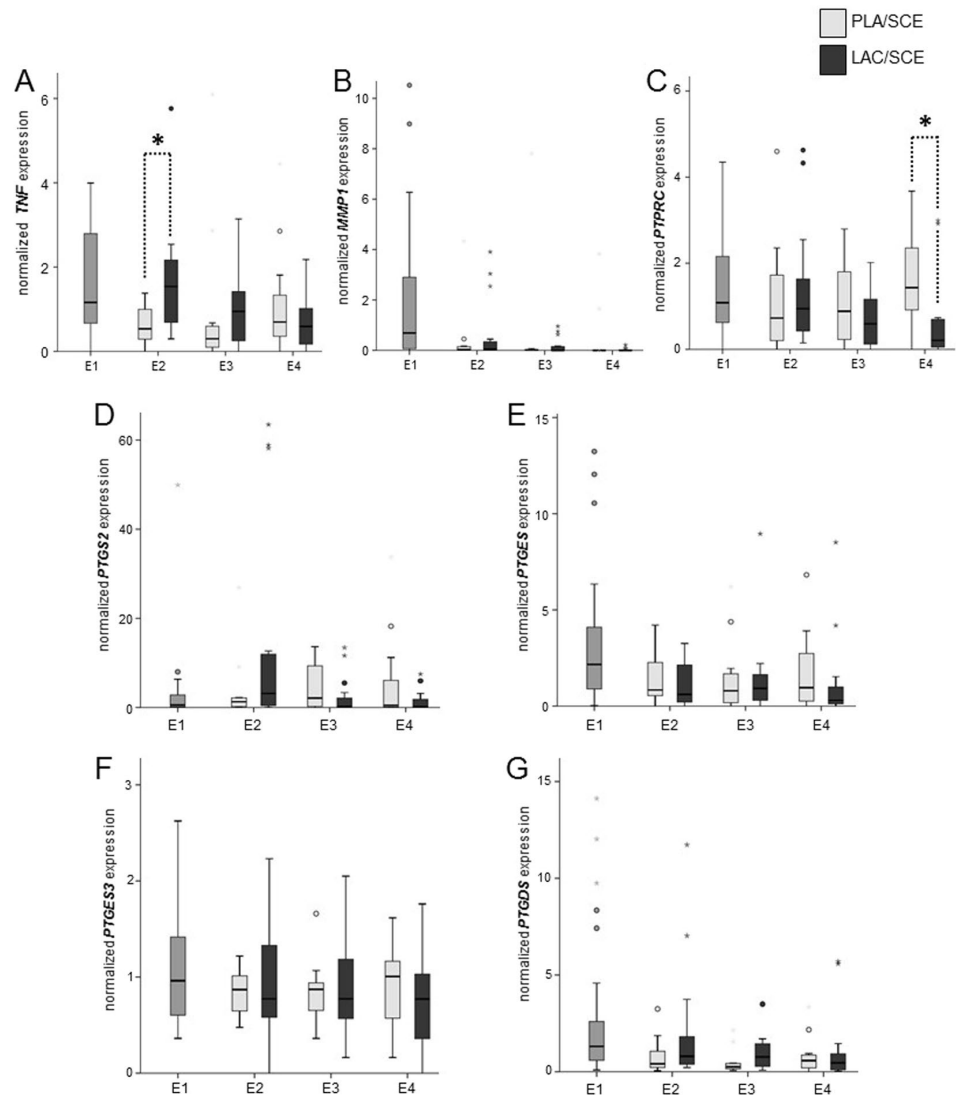 PLA/SCE
LAC/SCE
A
normalized TNF expression
6
4
2
0
*
E1 E2 E3 E4
B
normalized MMP1 expression
10
8
6
4
2
0
E1 E2 E3 E4
C
normalized PTPRC expression
6
4
2
0
*
E1 E2 E3 E4
D
normalized PTGS2 expression
60
40
20
0
E1 E2 E3 E4
E
normalized PTGES expression
15
10
5
0
E1 E2 E3 E4
F
normalized PTGES3 expression
3
2
1
0
E1 E2 E3 E4
G
normalized PTGDS expression
15
10
5
0
E1 E2 E3 E4